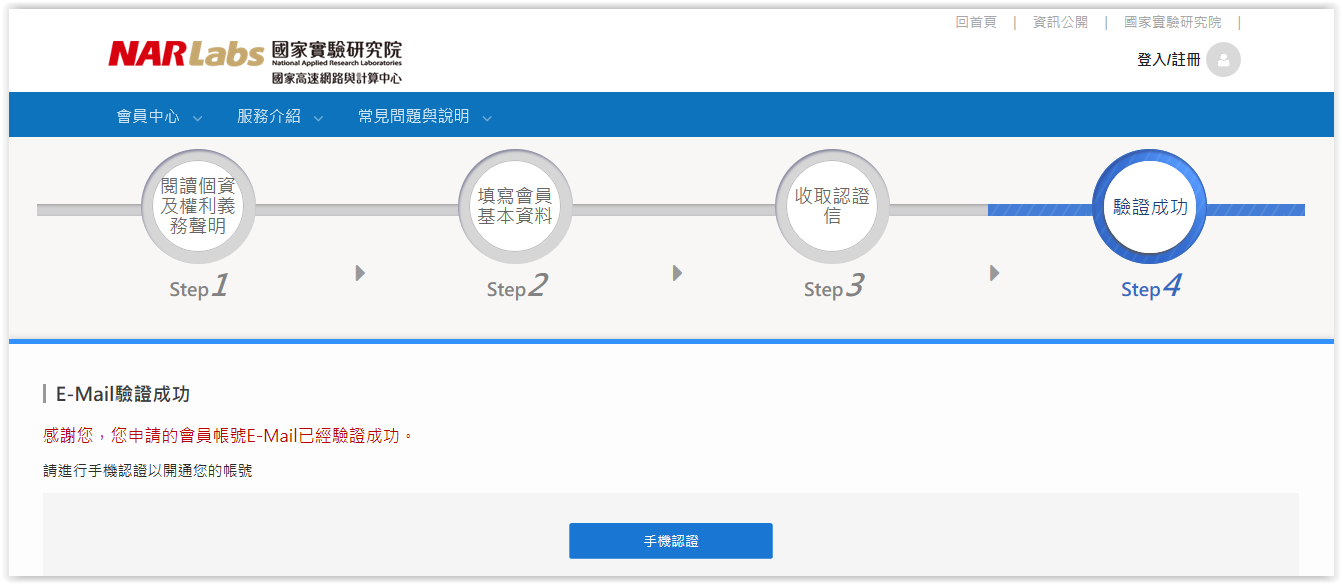 回首頁 | 資訊公開 | 國家實驗研究院 |
NARLabs 國家實驗研究院
National Applied Research Laboratories
國家高速網路與計算中心
登入/註冊
會員中心 服務介紹 常見問題與說明
閱讀個資
及權利義
務聲明
Step1
填寫會員
基本資料
Step2
收取認證
信
Step3
驗證成功
Step4
E-Mail驗證成功
感謝您，您申請的會員帳號E-Mail已經驗證成功。
請進行手機認證以開通您的帳號
手機認證